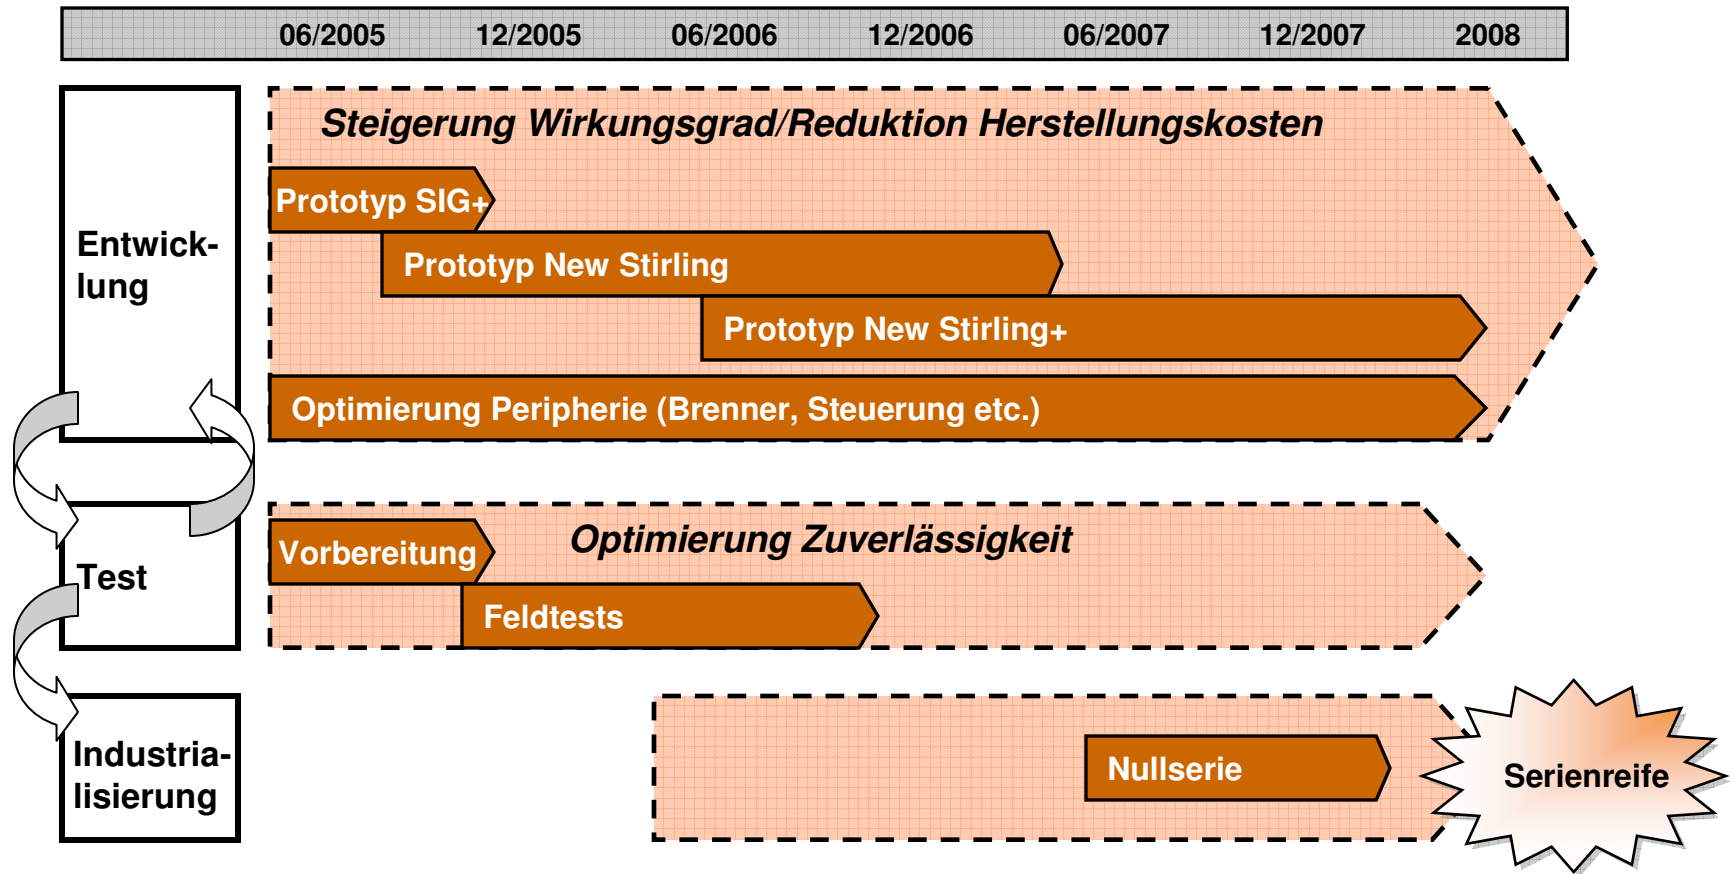 06/2005 12/2005 06/2006 12/2006 06/2007 12/2007 2008
Steigerung Wirkungsgrad/Reduktion Herstellungskosten
Prototyp SIG+
Entwick-
lung
Prototyp New Stirling
Prototyp New Stirling+
Optimierung Peripherie (Brenner, Steuerung etc.)
Optimierung Zuverlässigkeit
Vorbereitung
Test
Feldtests
Industria-
lisierung
Nullserie
Serienreife